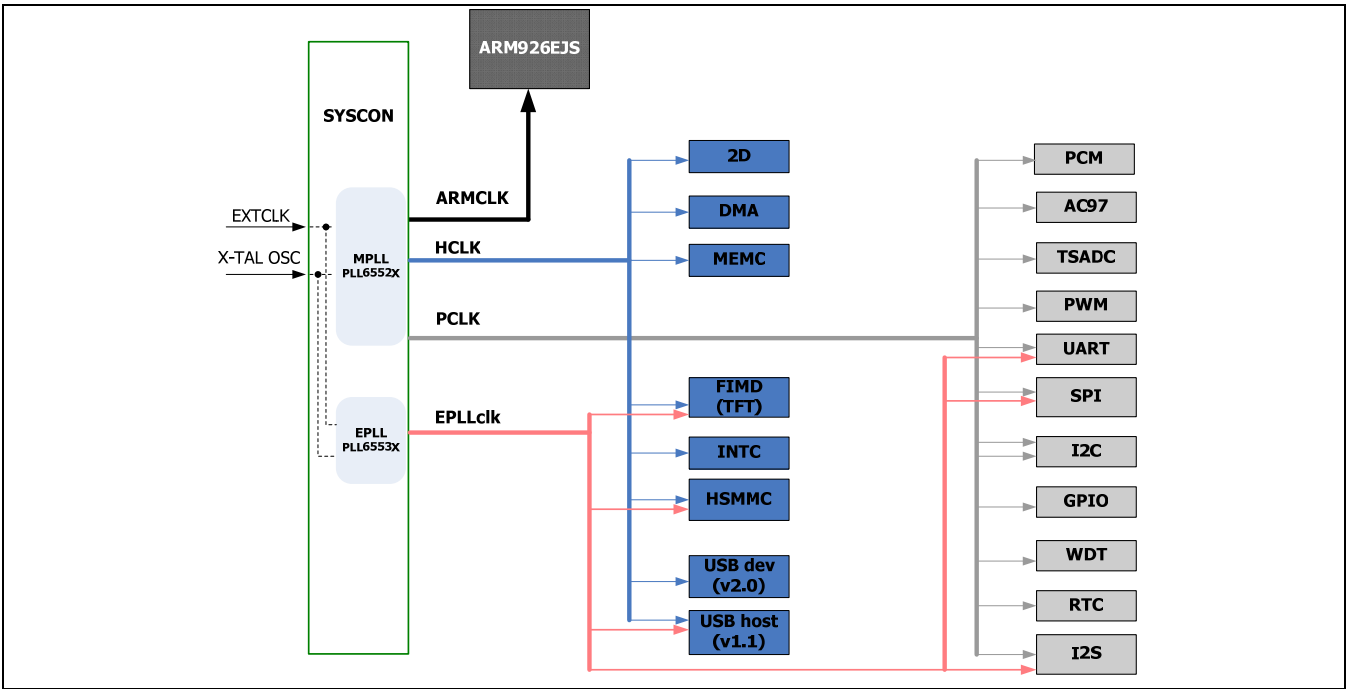 ARM926EJS
SYSCON
EXTCLK
X-TAL OSC
MPLL
PLL6552X
EPLL
PLL6553X
ARMCLK
HCLK
PCLK
EPLLclk
2D
DMA
MEMC
FIMD
(TFT)
INTC
HSMMC
USB dev
(v2.0)
USB host
(v1.1)
PCM
AC97
TSADC
PWM
UART
SPI
I2C
GPIO
WDT
RTC
I2S